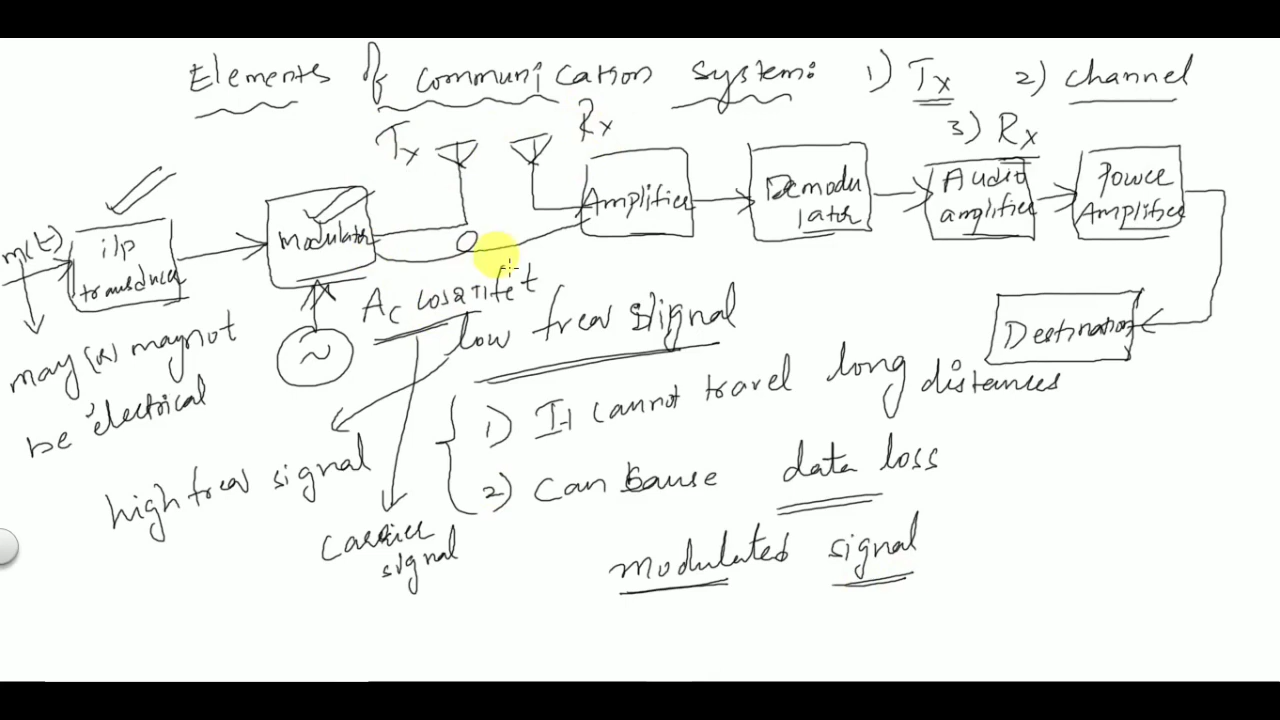 Elements of communication system: 1) Tx 2) channel
3) Rx
Tx
Rx
m(t)
i/p
transducer
modulator
Amplifier
Demodu
lator
Audio
amplifier
Power
Amplifier
Destination
Ac cos2πfct
may (or) may not
be electrical
low freq signal
high freq signal
carrier
signal
1) It cannot travel long distances
2) Can cause data loss
modulated signal